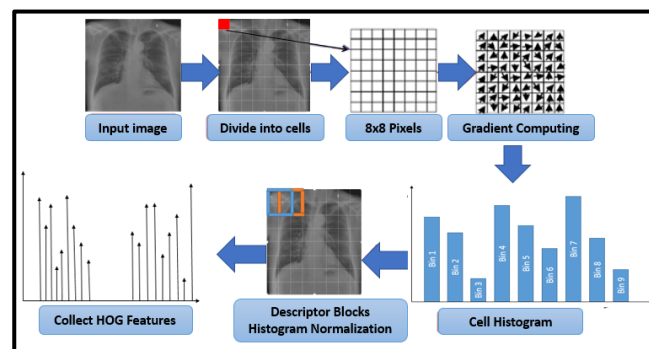 Input image
Divide into cells
8x8 Pixels
Gradient Computing
Bin 1
Bin 2
Bin 3
Bin 4
Bin 5
Bin 6
Bin 7
Bin 8
Bin 9
Cell Histogram
Descriptor Blocks
Histogram Normalization
Collect HOG Features